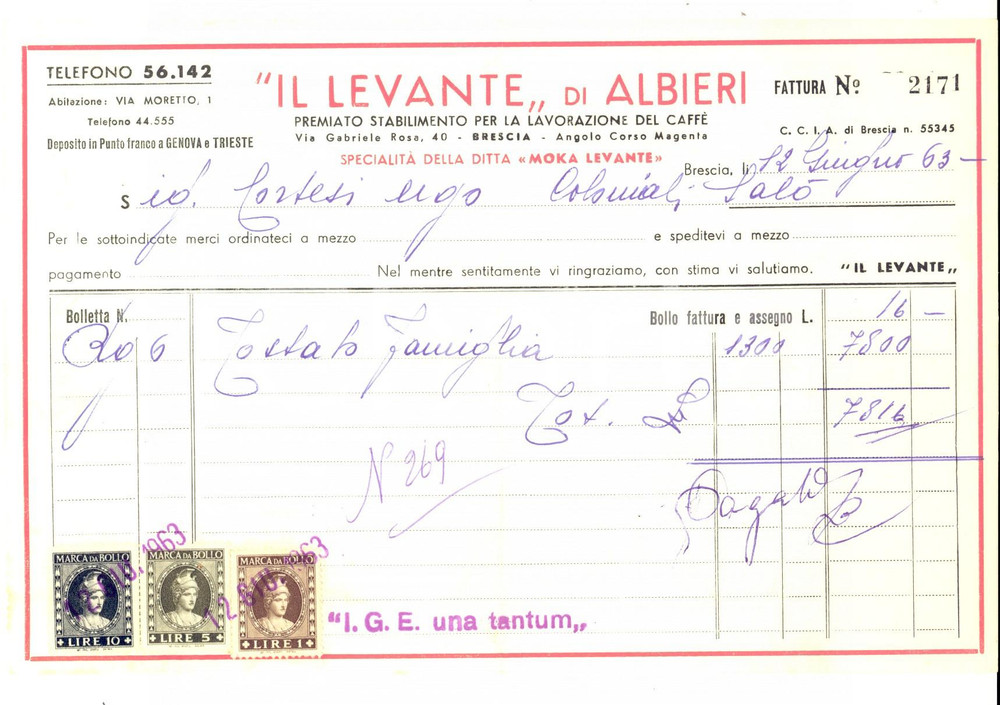 TELEFONO 56.142
Abitazione: VIA MORETTO, 1
Telefono 44.555
Deposito in Punto franco a GENOVA e TRIESTE
"IL LEVANTE„ DI ALBIERI
PREMIATO STABILIMENTO PER LA LAVORAZIONE DEL CAFFÈ
Via Gabriele Rosa, 40 - BRESCIA - Angolo Corso Magenta
SPECIALITÀ DELLA DITTA «MOKA LEVANTE»
FATTURA Nº 2171
C. C. I. A. di Brescia n. 55345
Brescia, li 12 Giugno 63 -
Sig. Cortesi Ugo Coloniali Salò
Per le sottoindicate merci ordinateci a mezzo e speditevi a mezzo
pagamento Nel mentre sentitamente vi ringraziamo, con stima vi salutiamo. "IL LEVANTE„
Bolletta N. Bollo fattura e assegno L. 16 -
6 Tostato Famiglia 1300 7800
Tot. 7816
N 269
Pagato
MARCA DA BOLLO LIRE 10
MARCA DA BOLLO LIRE 5
MARCA DA BOLLO LIRE 1
1963
12 GIU. 1963
"I. G. E. una tantum„